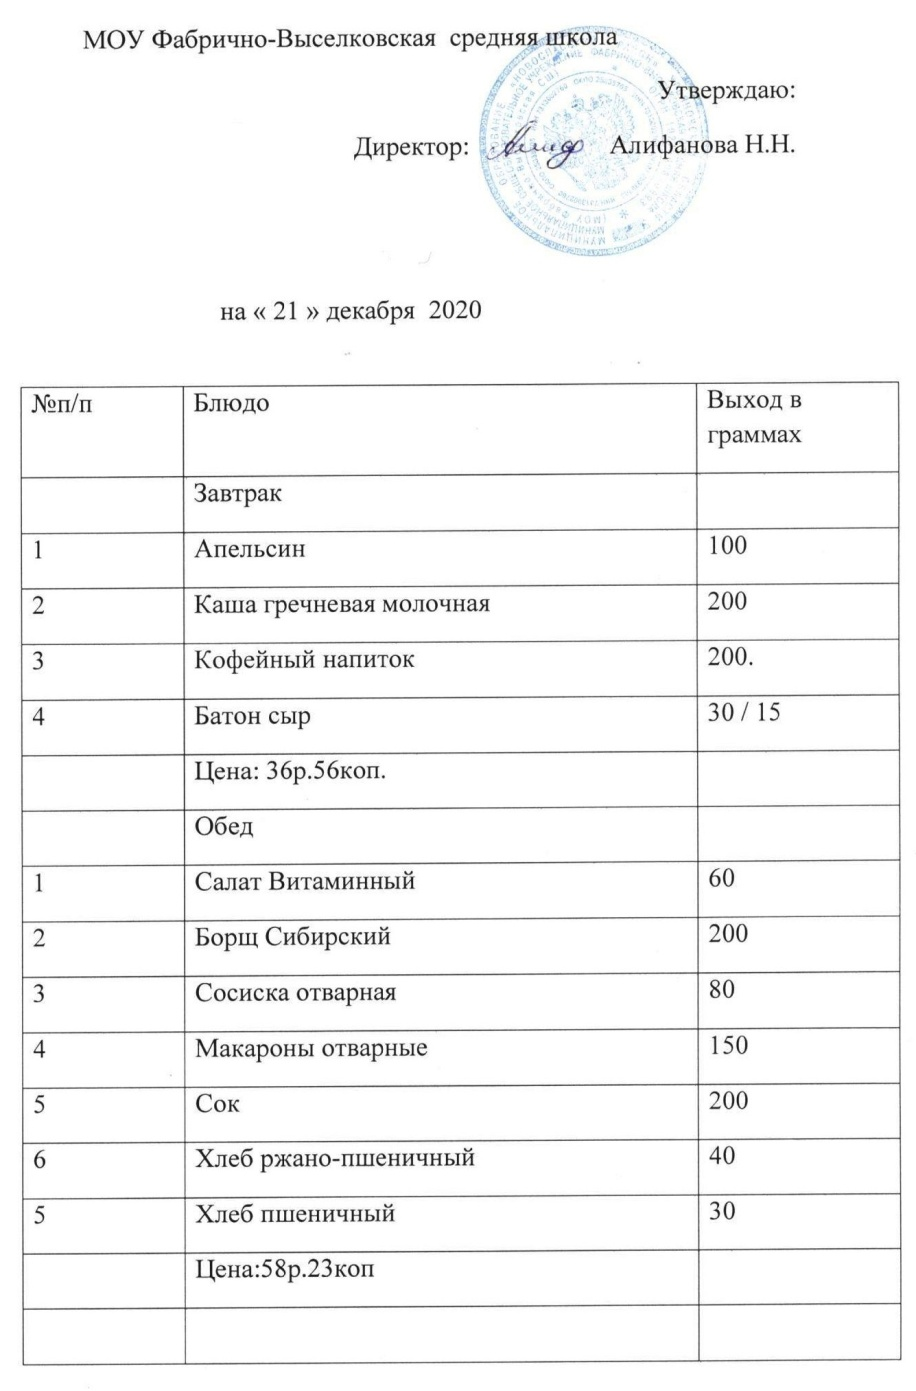 МОУ Фабрично-Выселковская средняя школа
Утверждаю:
Директор: Алифанова Н.Н.
на « 21 » декабря 2020
№п/п Блюдо Выход в
граммах
Завтрак
1 Апельсин 100
2 Каша гречневая молочная 200
3 Кофейный напиток 200.
4 Батон сыр 30 / 15
Цена: 36р.56коп.
Обед
1 Салат Витаминный 60
2 Борщ Сибирский 200
3 Сосиска отварная 80
4 Макароны отварные 150
5 Сок 200
6 Хлеб ржано-пшеничный 40
5 Хлеб пшеничный 30
Цена:58р.23коп